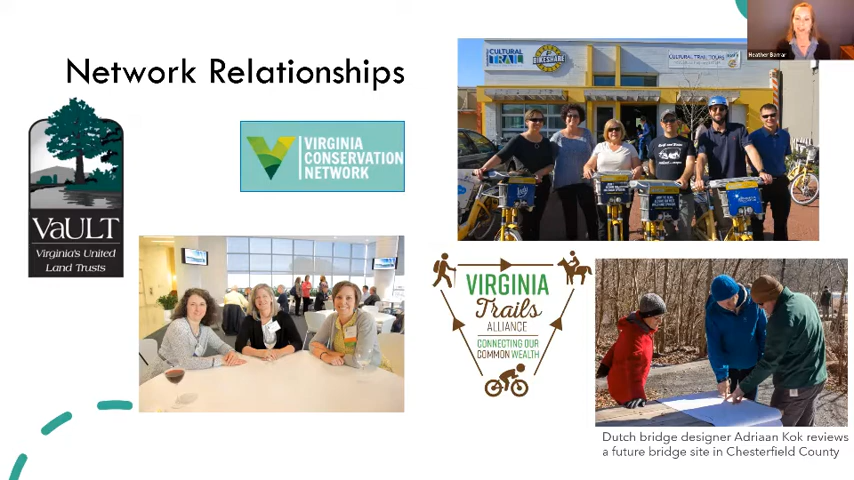 Network Relationships
VaULT
Virginia's United
Land Trusts
VIRGINIA
CONSERVATION
NETWORK
CULTURAL
TRAIL
BIKESHARE
CULTURAL TRAIL TOURS
Heather Barrar
VIRGINIA
Trails
ALLIANCE
CONNECTING OUR
COMMON WEALTH
Dutch bridge designer Adriaan Kok reviews
a future bridge site in Chesterfield County